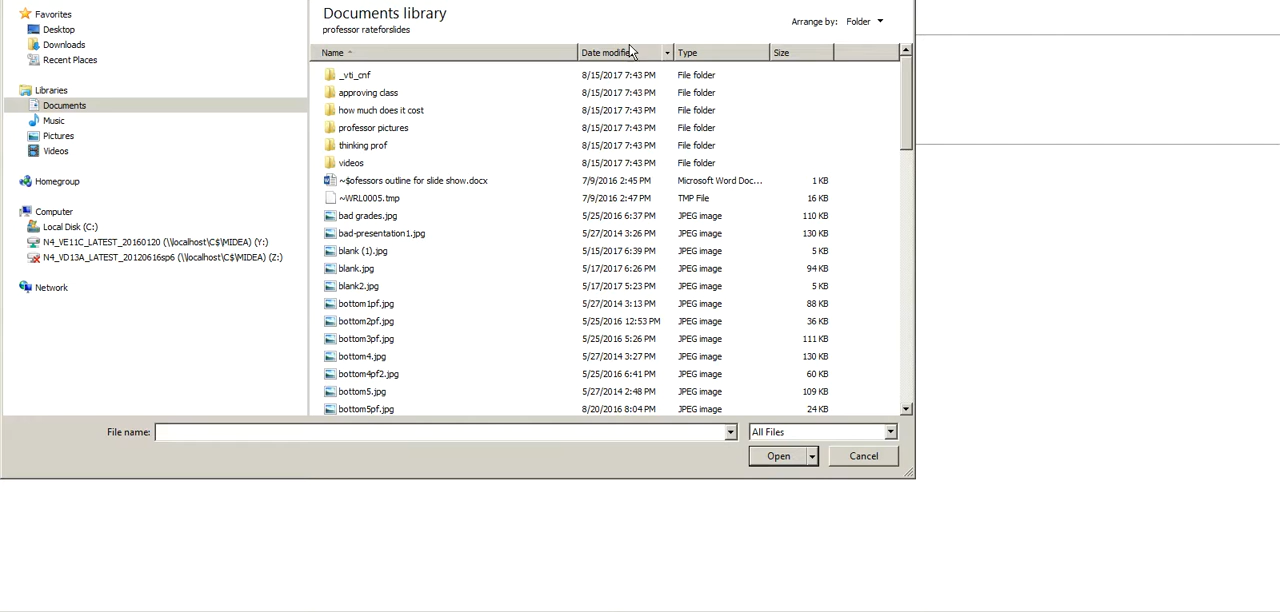 Favorites
Desktop
Downloads
Recent Places
Libraries
Documents
Music
Pictures
Videos
Homegroup
Computer
Local Disk (C:)
N4_VE11C_LATEST_20160120 (\\localhost\C$\MIDEA) (Y:)
N4_VD13A_LATEST_20120616sp6 (\\localhost\C$\MIDEA) (Z:)
Network
Documents library
professor rateforslides
Arrange by: Folder
Name Date modified Type Size
_vti_cnf 8/15/2017 7:43 PM File folder
approving class 8/15/2017 7:43 PM File folder
how much does it cost 8/15/2017 7:43 PM File folder
professor pictures 8/15/2017 7:43 PM File folder
thinking prof 8/15/2017 7:43 PM File folder
videos 8/15/2017 7:43 PM File folder
~$ofessors outline for slide show.docx 7/9/2016 2:45 PM Microsoft Word Doc... 1 KB
~WRL0005.tmp 7/9/2016 2:47 PM TMP File 16 KB
bad grades.jpg 5/25/2016 6:37 PM JPEG image 110 KB
bad-presentation1.jpg 5/27/2014 3:26 PM JPEG image 130 KB
blank (1).jpg 5/15/2017 6:39 PM JPEG image 5 KB
blank.jpg 5/17/2017 6:26 PM JPEG image 94 KB
blank2.jpg 5/17/2017 5:23 PM JPEG image 5 KB
bottom1pf.jpg 5/27/2014 3:13 PM JPEG image 88 KB
bottom2pf.jpg 5/25/2016 12:53 PM JPEG image 36 KB
bottom3pf.jpg 5/25/2016 5:26 PM JPEG image 111 KB
bottom4.jpg 5/27/2014 3:27 PM JPEG image 130 KB
bottom4pf2.jpg 5/25/2016 6:41 PM JPEG image 60 KB
bottom5.jpg 5/27/2014 2:48 PM JPEG image 109 KB
bottom5pf.jpg 8/20/2016 8:04 PM JPEG image 24 KB
File name: All Files
Open Cancel